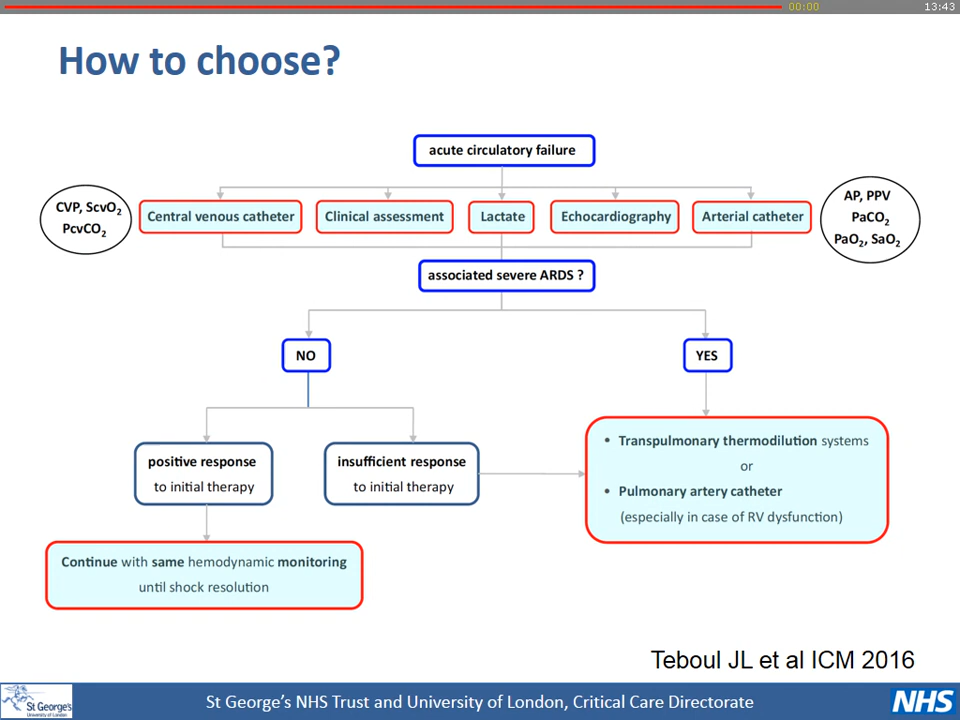 00:00
13:43
How to choose?
acute circulatory failure
CVP, ScvO₂
PcvCO₂
Central venous catheter
Clinical assessment
Lactate
Echocardiography
Arterial catheter
AP, PPV
PaCO₂
PaO₂, SaO₂
associated severe ARDS ?
NO
YES
positive response
to initial therapy
insufficient response
to initial therapy
• Transpulmonary thermodilution systems
or
• Pulmonary artery catheter
(especially in case of RV dysfunction)
Continue with same hemodynamic monitoring
until shock resolution
Teboul JL et al ICM 2016
St George's
University of London
St George’s NHS Trust and University of London, Critical Care Directorate
NHS